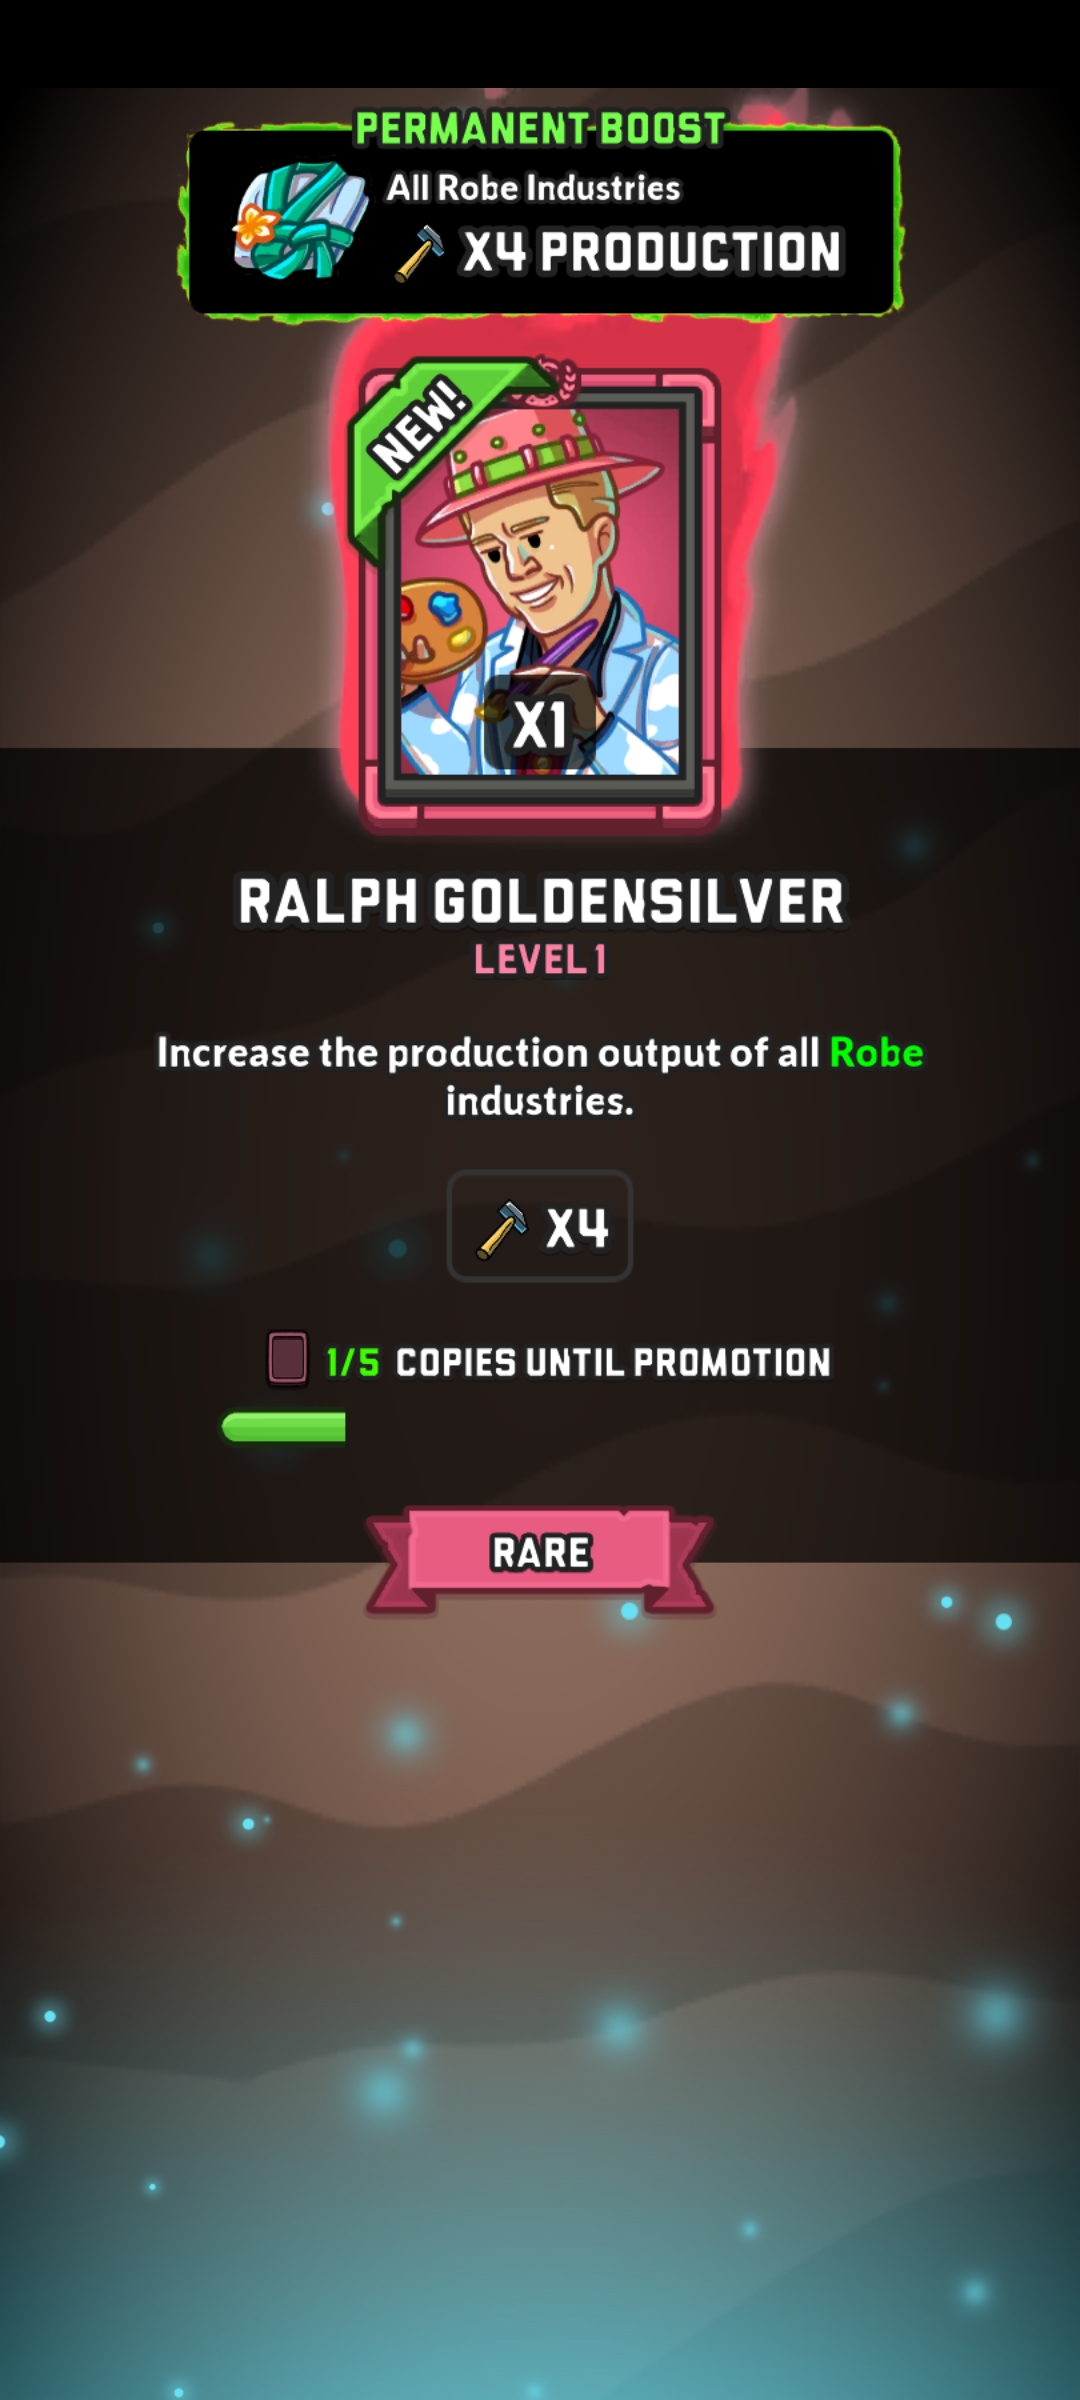 PERMANENT BOOST
All Robe Industries
X4 PRODUCTION
NEW!
X1
RALPH GOLDENSILVER
LEVEL 1
Increase the production output of all Robe
industries.
X4
1/5 COPIES UNTIL PROMOTION
RARE